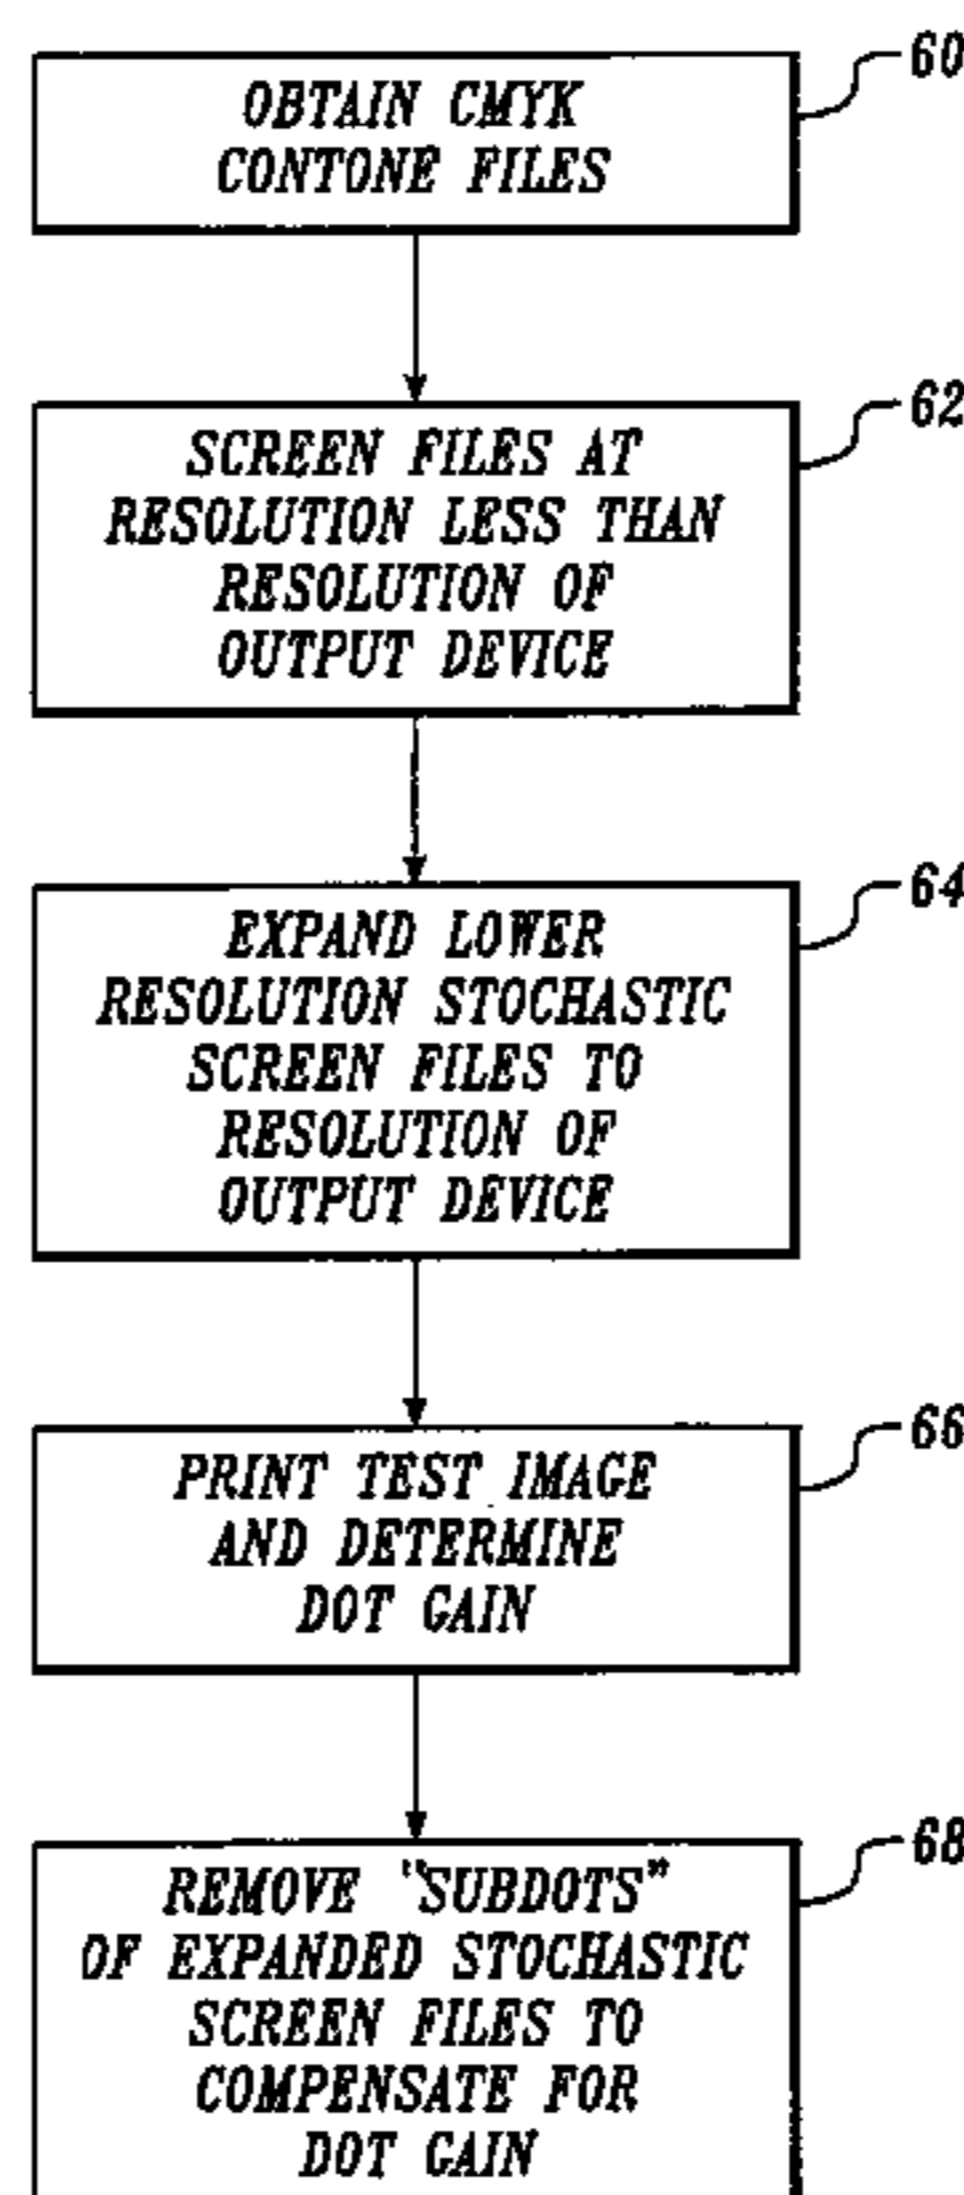 60
OBTAIN CMYK
CONTONE FILES
62
SCREEN FILES AT
RESOLUTION LESS THAN
RESOLUTION OF
OUTPUT DEVICE
64
EXPAND LOWER
RESOLUTION STOCHASTIC
SCREEN FILES TO
RESOLUTION OF
OUTPUT DEVICE
66
PRINT TEST IMAGE
AND DETERMINE
DOT GAIN
68
REMOVE "SUBDOTS"
OF EXPANDED STOCHASTIC
SCREEN FILES TO
COMPENSATE FOR
DOT GAIN